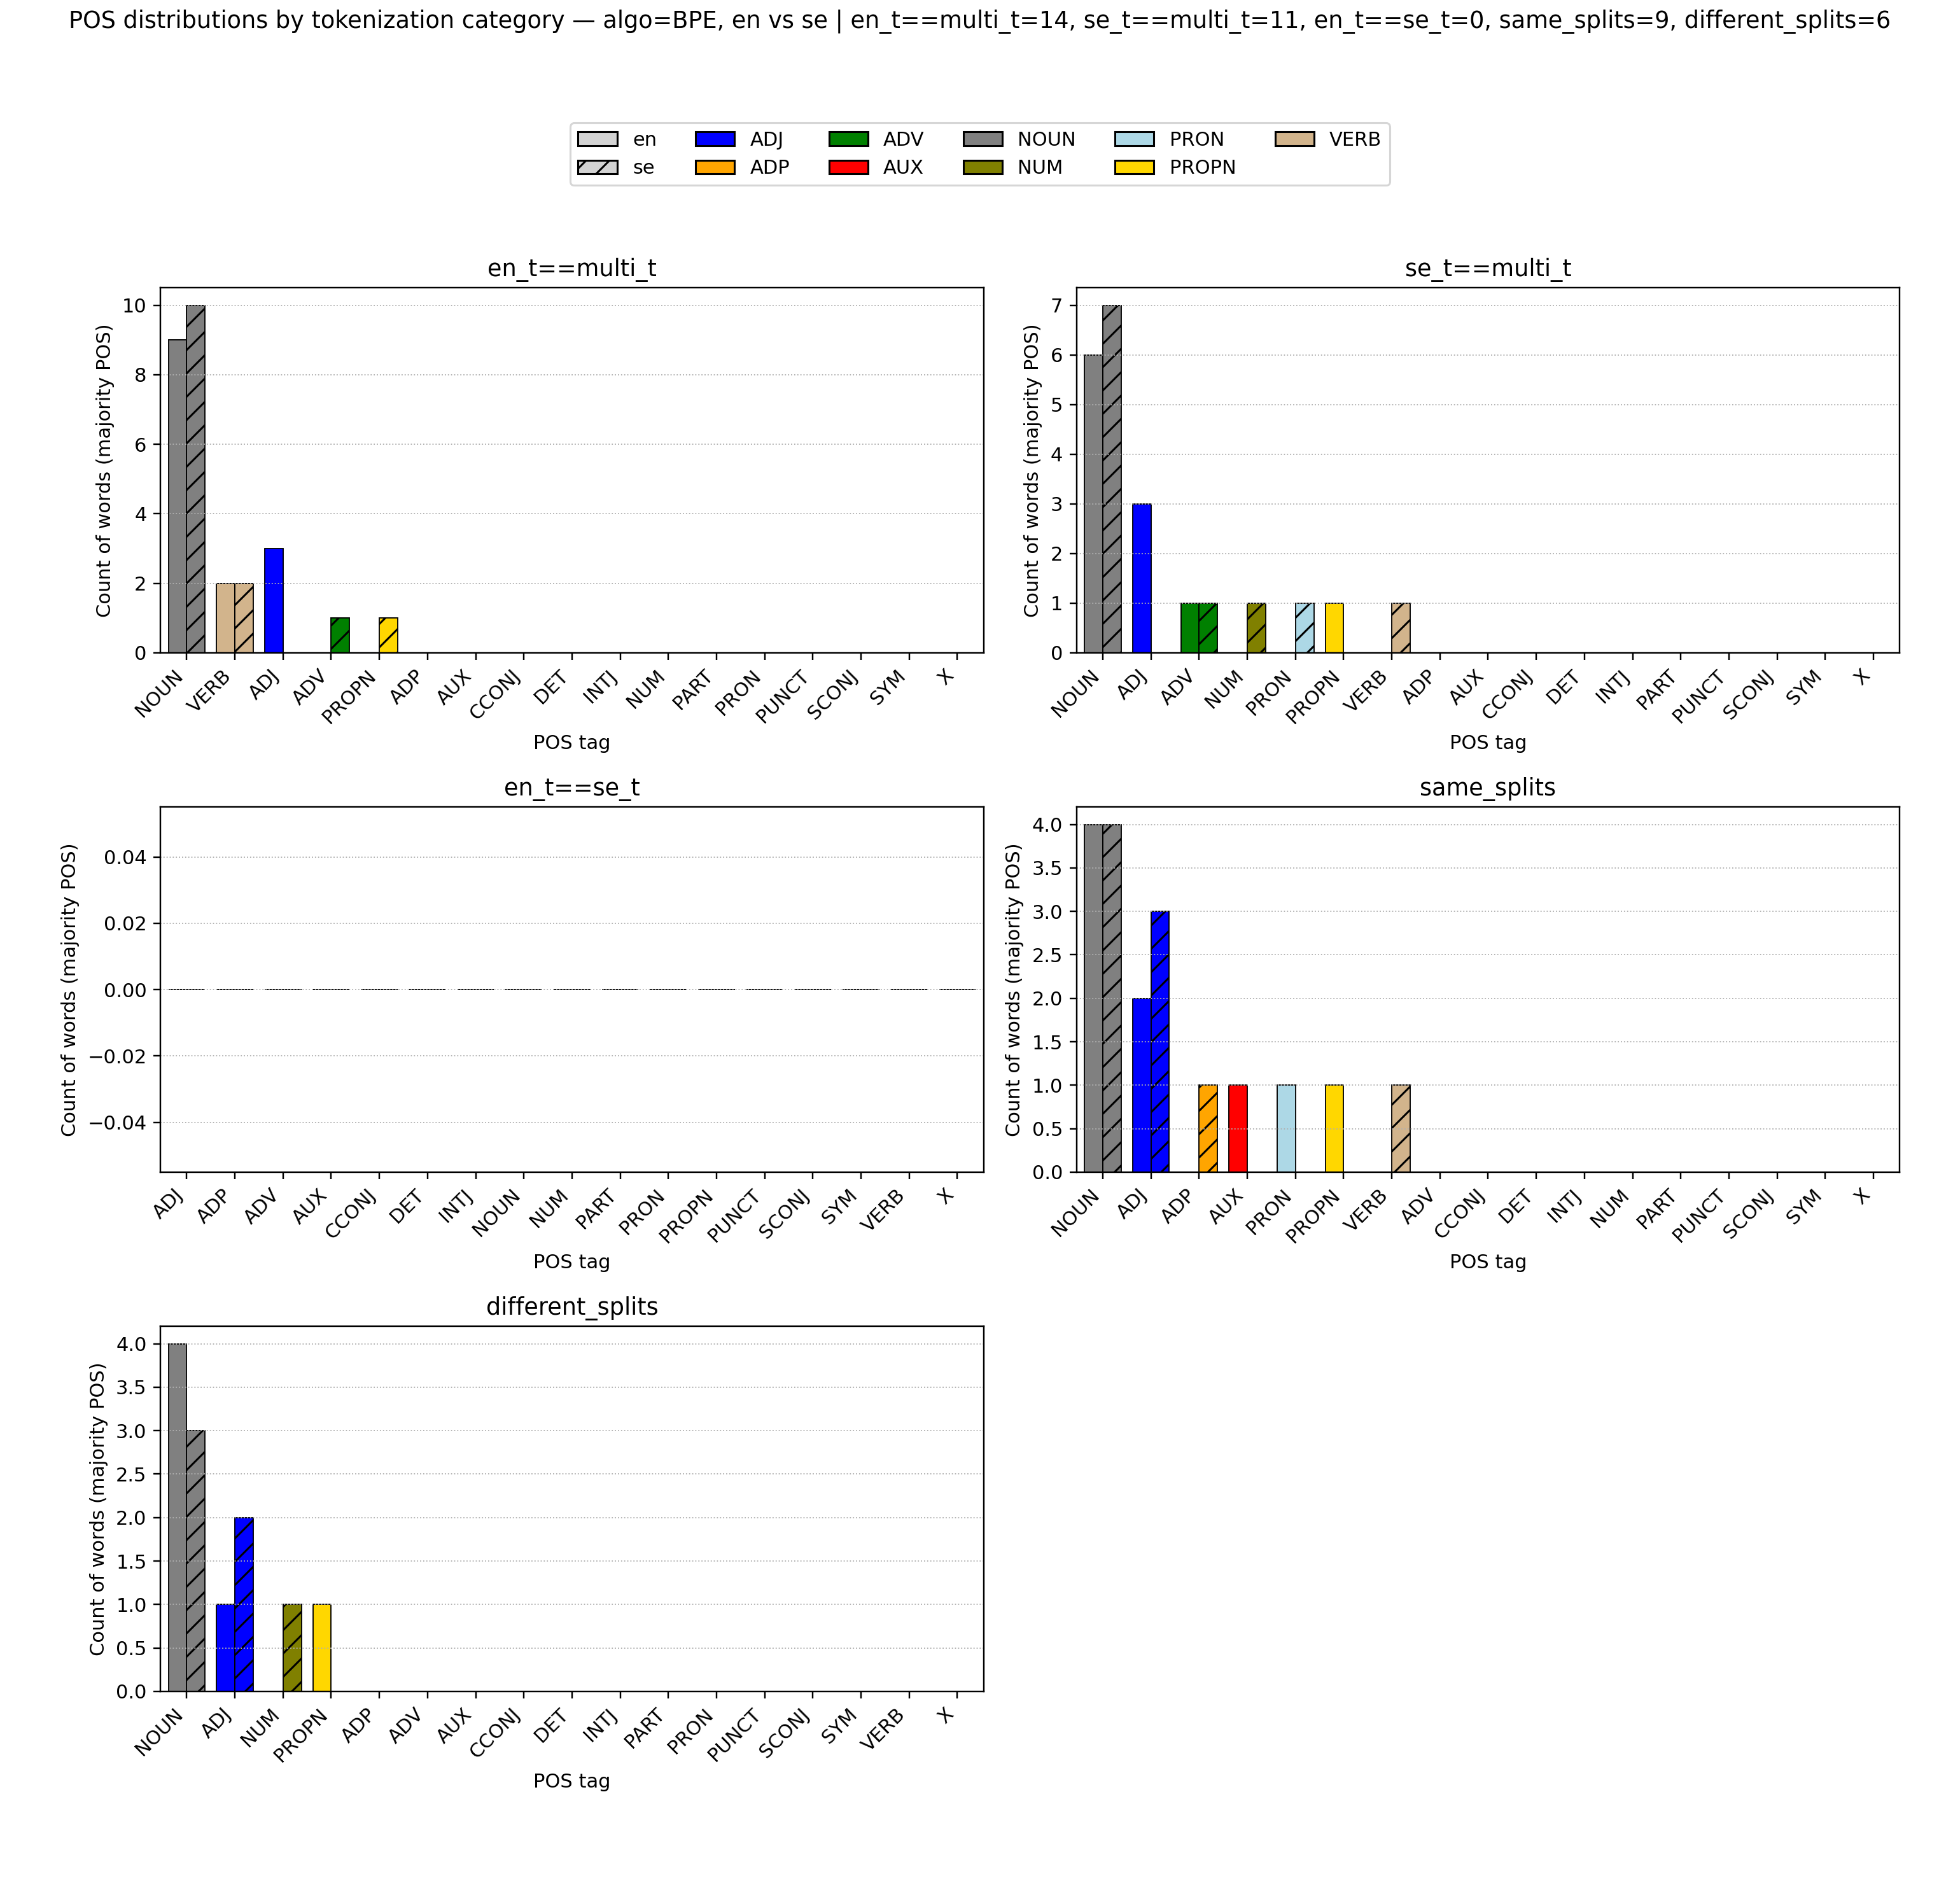 POS distributions by tokenization category — algo=BPE, en vs se | en_t==multi_t=14, se_t==multi_t=11, en_t==se_t=0, same_splits=9, different_splits=6
en ADJ ADV NOUN PRON VERB
se ADP AUX NUM PROPN
en_t==multi_t
Count of words (majority POS)
10
8
6
4
2
0
NOUN VERB ADJ ADV PROPN ADP AUX CCONJ DET INTJ NUM PART PRON PUNCT SCONJ SYM X
POS tag
se_t==multi_t
Count of words (majority POS)
7
6
5
4
3
2
1
0
NOUN ADJ ADV NUM PRON PROPN VERB ADP AUX CCONJ DET INTJ PART PUNCT SCONJ SYM X
POS tag
en_t==se_t
Count of words (majority POS)
0.04
0.02
0.00
−0.02
−0.04
ADJ ADP ADV AUX CCONJ DET INTJ NOUN NUM PART PRON PROPN PUNCT SCONJ SYM VERB X
POS tag
same_splits
Count of words (majority POS)
4.0
3.5
3.0
2.5
2.0
1.5
1.0
0.5
0.0
NOUN ADJ ADP AUX PRON PROPN VERB ADV CCONJ DET INTJ NUM PART PUNCT SCONJ SYM X
POS tag
different_splits
Count of words (majority POS)
4.0
3.5
3.0
2.5
2.0
1.5
1.0
0.5
0.0
NOUN ADJ NUM PROPN ADP ADV AUX CCONJ DET INTJ PART PRON PUNCT SCONJ SYM VERB X
POS tag